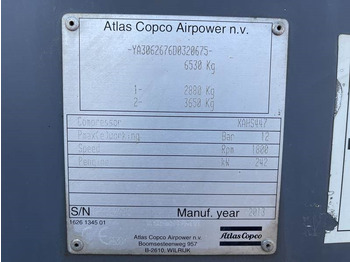 Atlas Copco Airpower n.v.
-YA3062676D0320675-
6530 Kg
1- 2880 Kg
2- 3650 Kg
Compressor XAHS447
Bar 12
Speed Rpm 1800
kW 242
S/N Manuf. year 2013
1626 1345 01
Atlas Copco Airpower n.v.
Boomsesteenweg 957
B-2610, WILRIJK
Atlas Copco